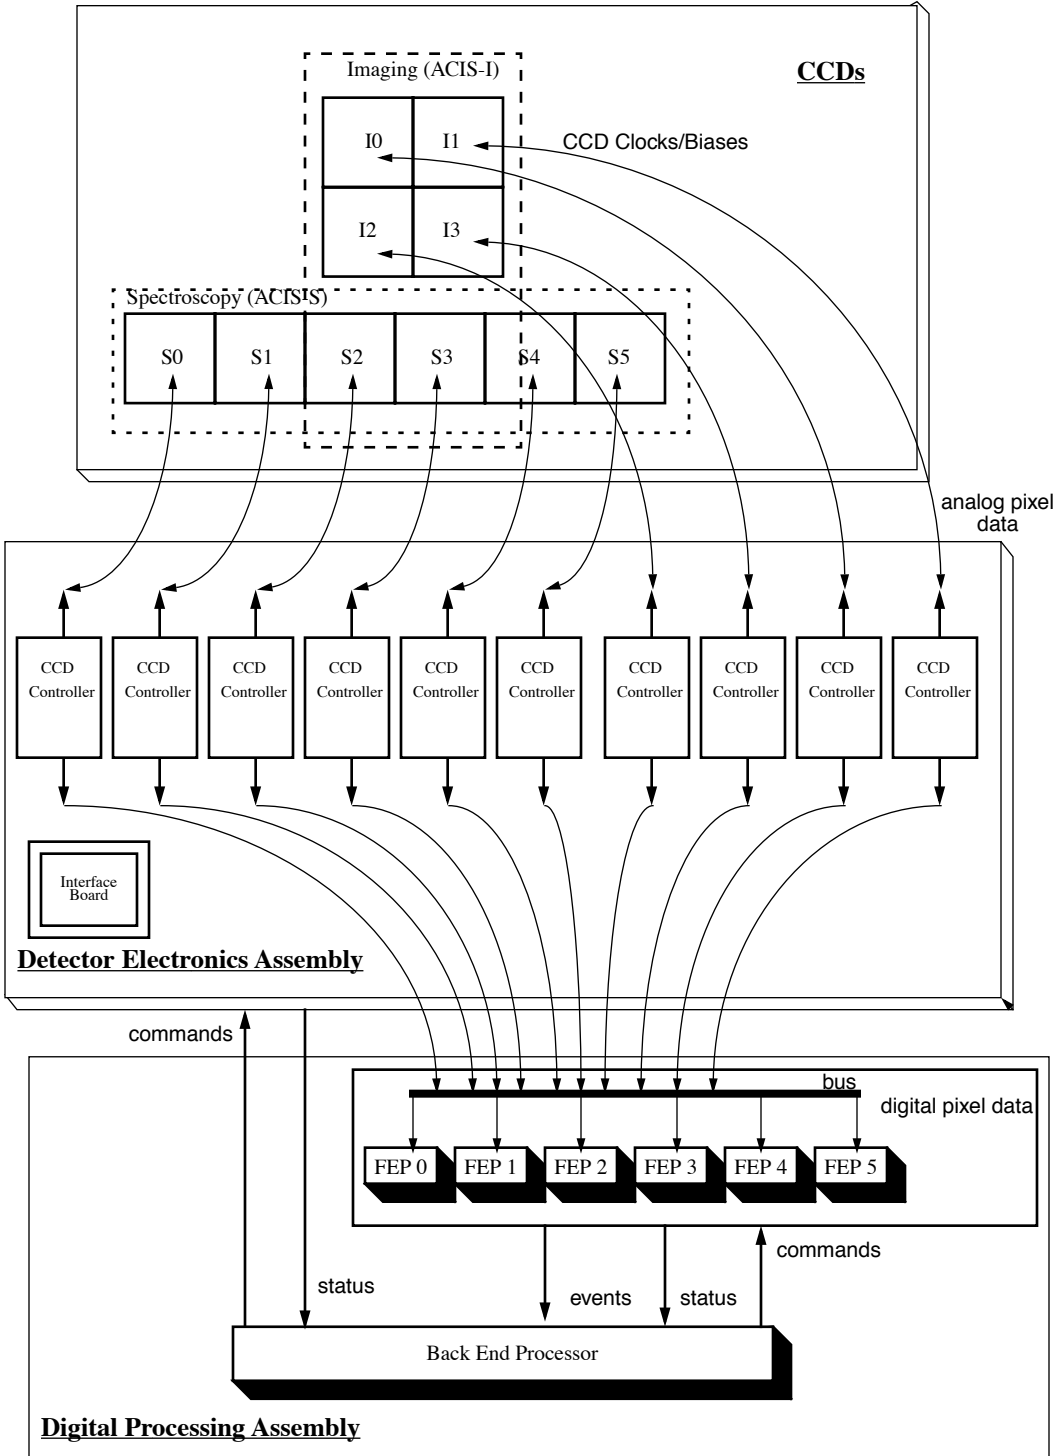 Imaging (ACIS-I)
CCDs
I0
I1
CCD Clocks/Biases
I2
I3
Spectroscopy (ACIS-S)
S0
S1
S2
S3
S4
S5
analog pixel
data
CCD
Controller
CCD
Controller
CCD
Controller
CCD
Controller
CCD
Controller
CCD
Controller
CCD
Controller
CCD
Controller
CCD
Controller
CCD
Controller
Interface
Board
Detector Electronics Assembly
commands
bus
digital pixel data
FEP 0
FEP 1
FEP 2
FEP 3
FEP 4
FEP 5
commands
status
events
status
Back End Processor
Digital Processing Assembly